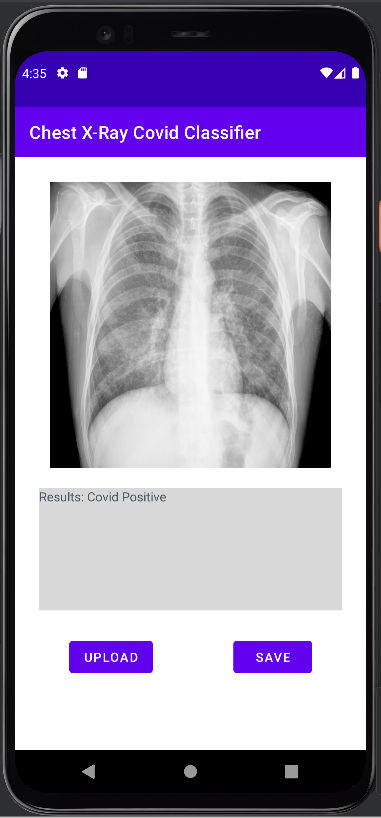 4:35
Chest X-Ray Covid Classifier
Results: Covid Positive
UPLOAD
SAVE